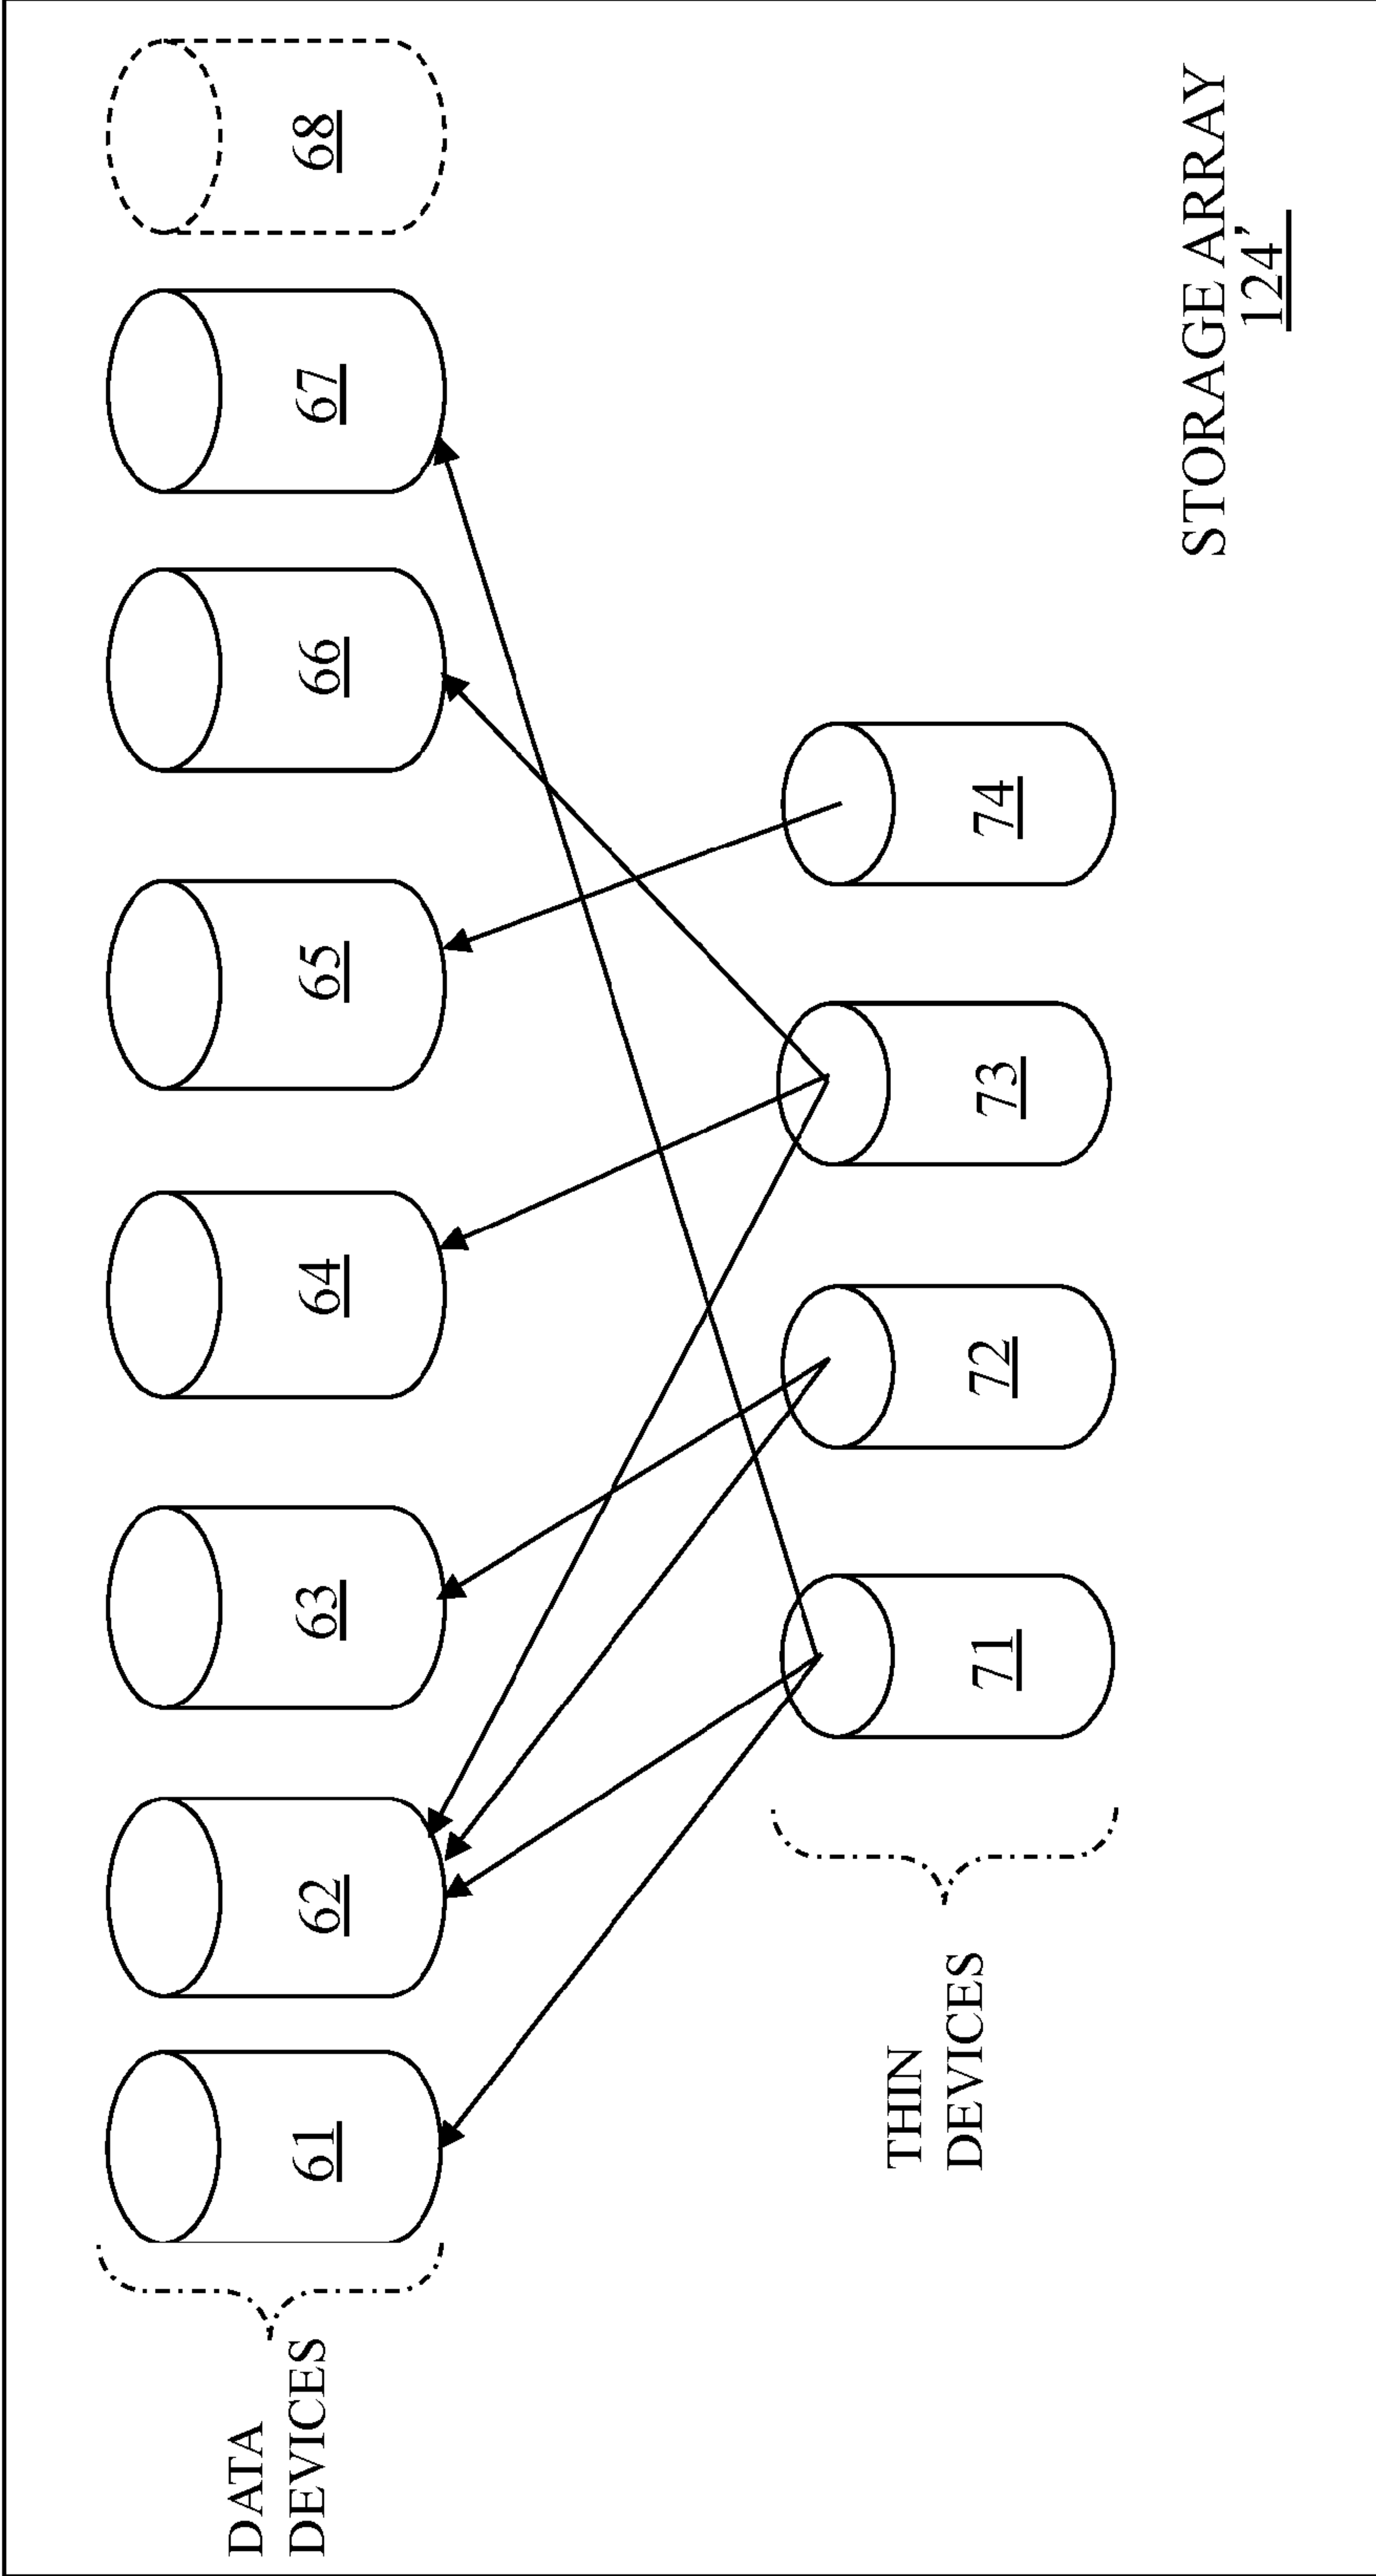 DATA
DEVICES
61
62
63
64
65
66
67
68
THIN
DEVICES
71
72
73
74
STORAGE ARRAY
124’